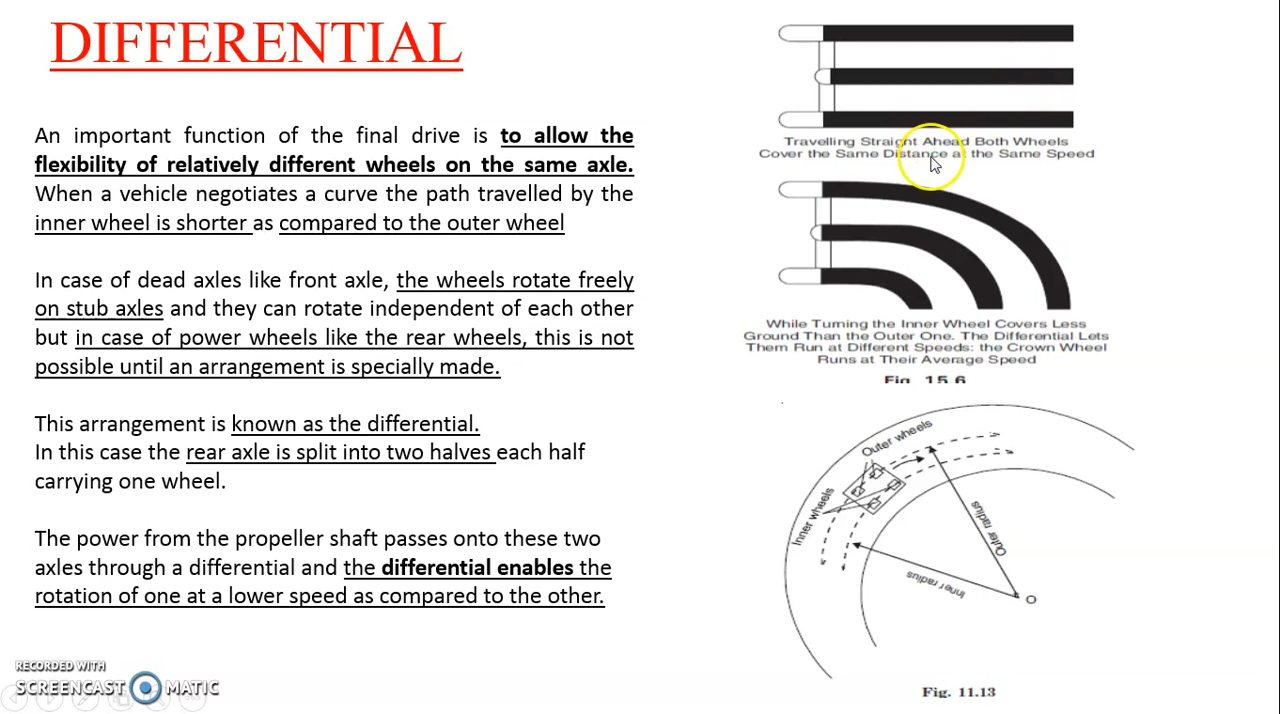 DIFFERENTIAL
An important function of the final drive is to allow the
flexibility of relatively different wheels on the same axle.
When a vehicle negotiates a curve the path travelled by the
inner wheel is shorter as compared to the outer wheel
In case of dead axles like front axle, the wheels rotate freely
on stub axles and they can rotate independent of each other
but in case of power wheels like the rear wheels, this is not
possible until an arrangement is specially made.
This arrangement is known as the differential.
In this case the rear axle is split into two halves each half
carrying one wheel.
The power from the propeller shaft passes onto these two
axles through a differential and the differential enables the
rotation of one at a lower speed as compared to the other.
Travelling Straight Ahead Both Wheels
Cover the Same Distance at the Same Speed
While Turning the Inner Wheel Covers Less
Ground Than the Outer One. The Differential Lets
Them Run at Different Speeds: the Crown Wheel
Runs at Their Average Speed
Fig. 15.6
Outer wheels
Inner wheels
Outer radius
Inner radius
O
Fig. 11.13
RECORDED WITH
SCREENCAST MATIC